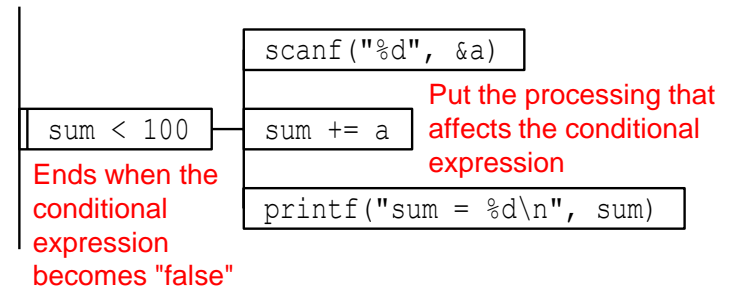 scanf("%d", &a)
sum < 100
sum += a
Put the processing that
affects the conditional
expression
Ends when the
conditional
expression
becomes "false"
printf("sum = %d\n", sum)